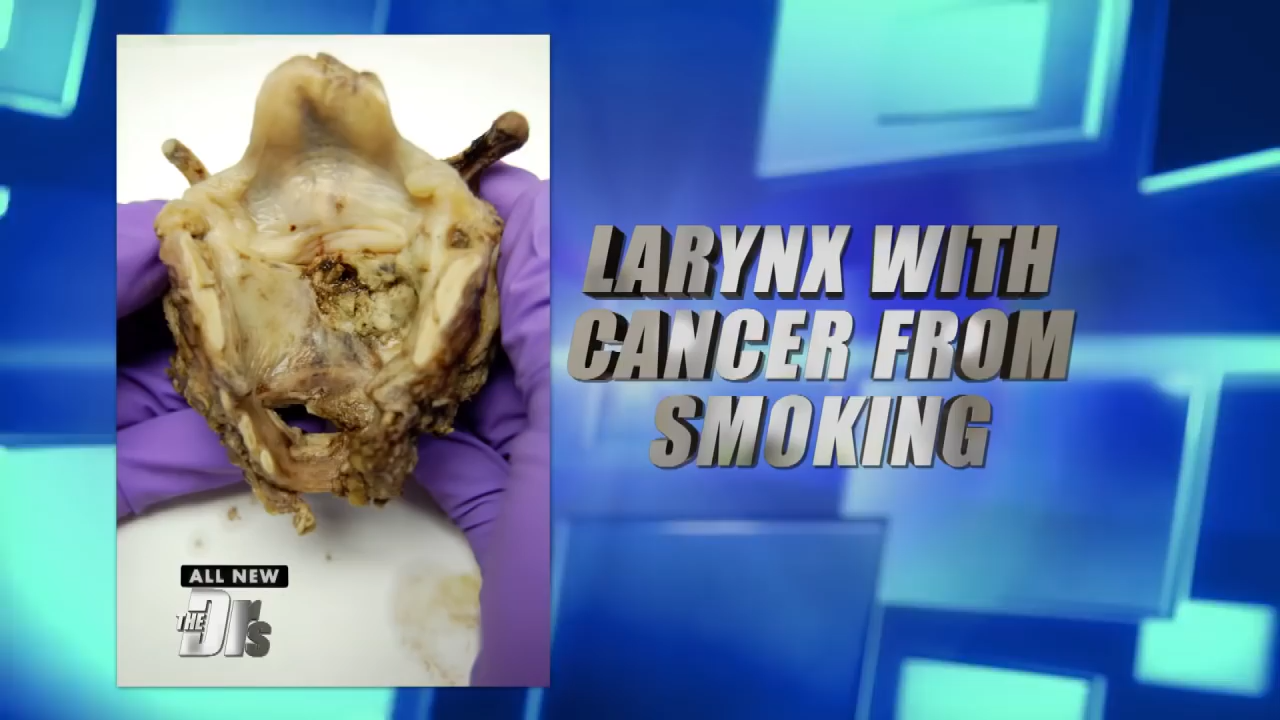 LARYNX WITH
CANCER FROM
SMOKING
ALL NEW
THE Drs